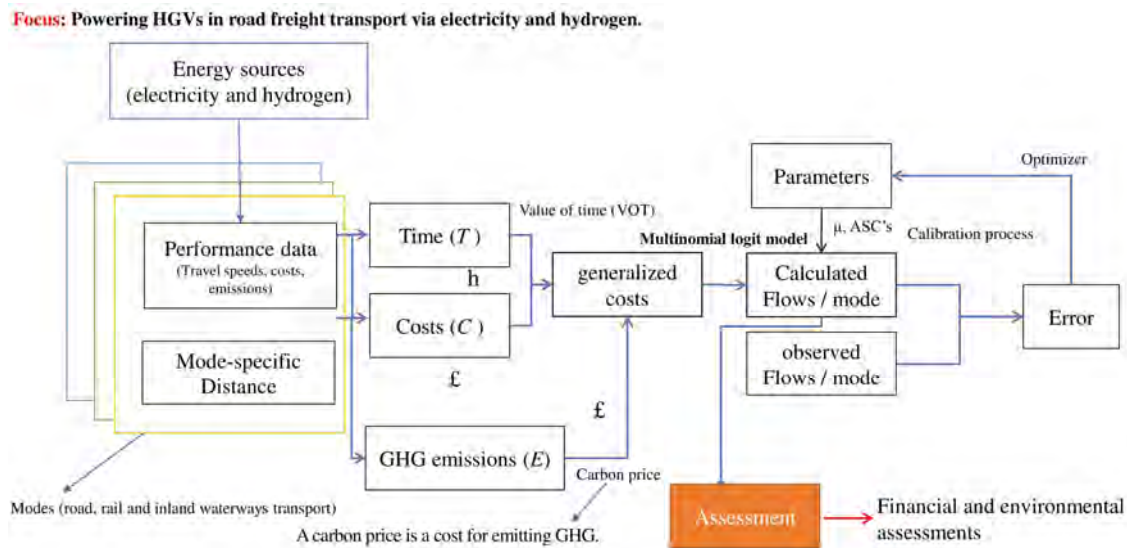 Focus: Powering HGVs in road freight transport via electricity and hydrogen.
Energy sources
(electricity and hydrogen)
Performance data
(Travel speeds, costs,
emissions)
Mode-specific
Distance
Modes (road, rail and inland waterways transport)
Time (T)
h
Costs (C)
£
GHG emissions (E)
Value of time (VOT)
generalized
costs
£
Carbon price
A carbon price is a cost for emitting GHG.
Multinomial logit model
Parameters
μ, ASC's
Calculated
Flows / mode
observed
Flows / mode
Optimizer
Calibration process
Error
Assessment
Financial and environmental
assessments